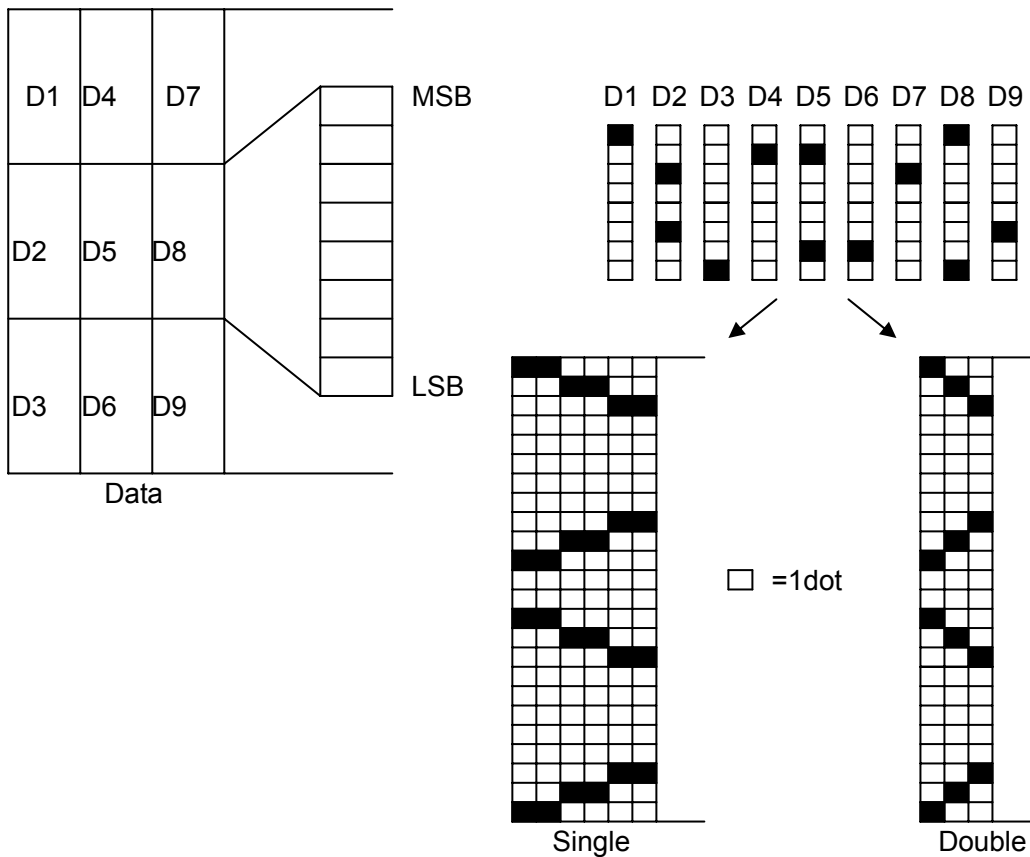 D1 D4 D7
MSB
D1 D2 D3 D4 D5 D6 D7 D8 D9
D2 D5 D8
LSB
D3 D6 D9
Data
=1dot
Single
Double